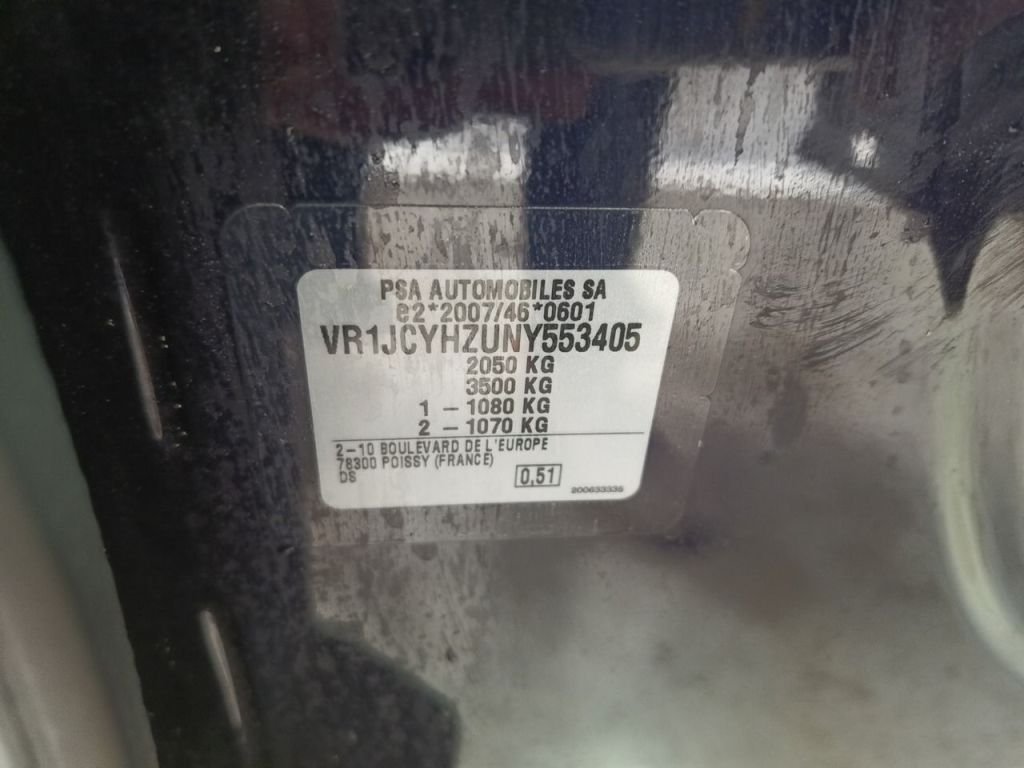 PSA AUTOMOBILES SA
e2*2007/46*0601
VR1JCYHZUNY553405
2050 KG
3500 KG
1 - 1080 KG
2 - 1070 KG
2-10 BOULEVARD DE L'EUROPE
78300 POISSY (FRANCE)
DS
0,51
200653335